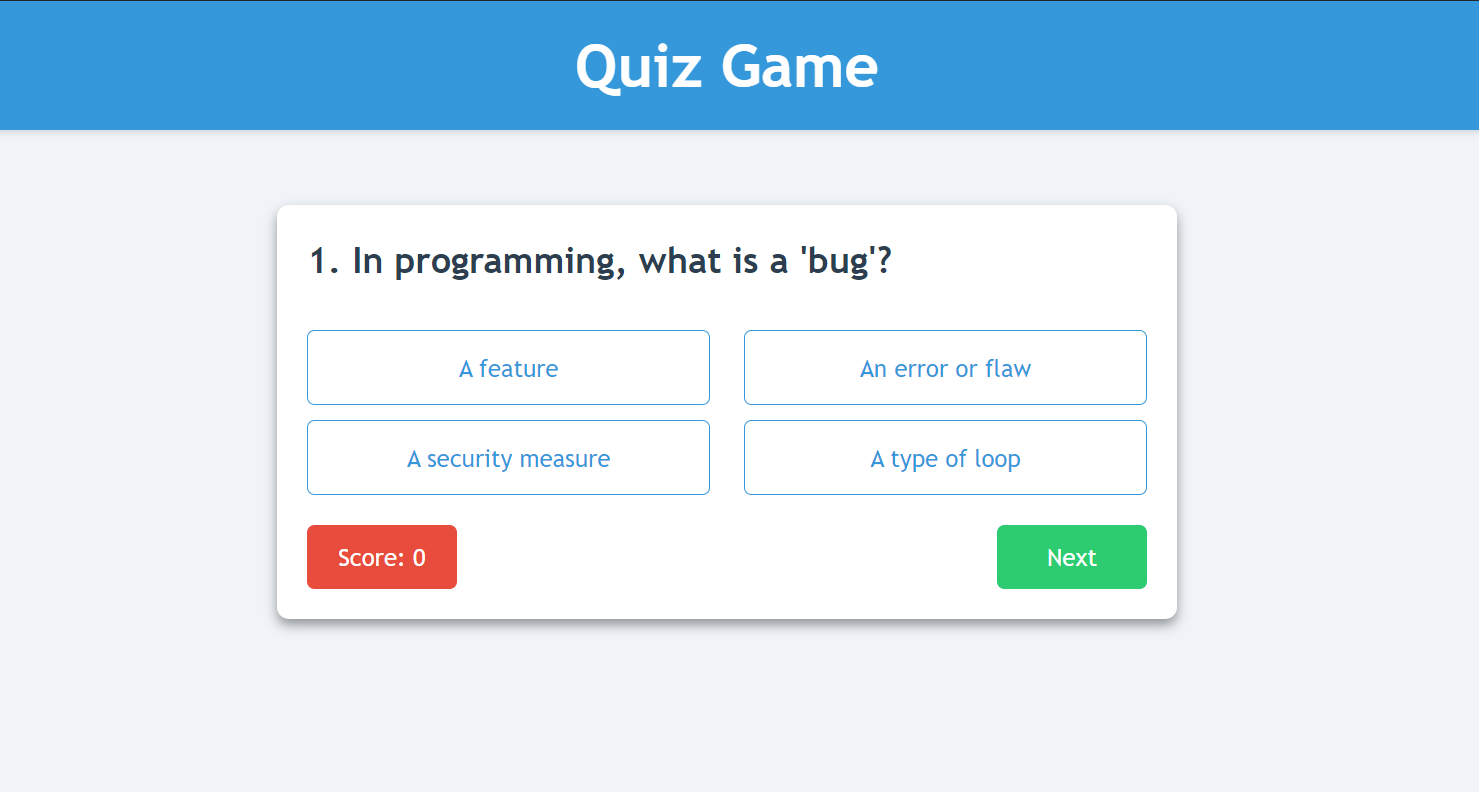 Quiz Game
1. In programming, what is a 'bug'?
A feature
An error or flaw
A security measure
A type of loop
Score: 0
Next